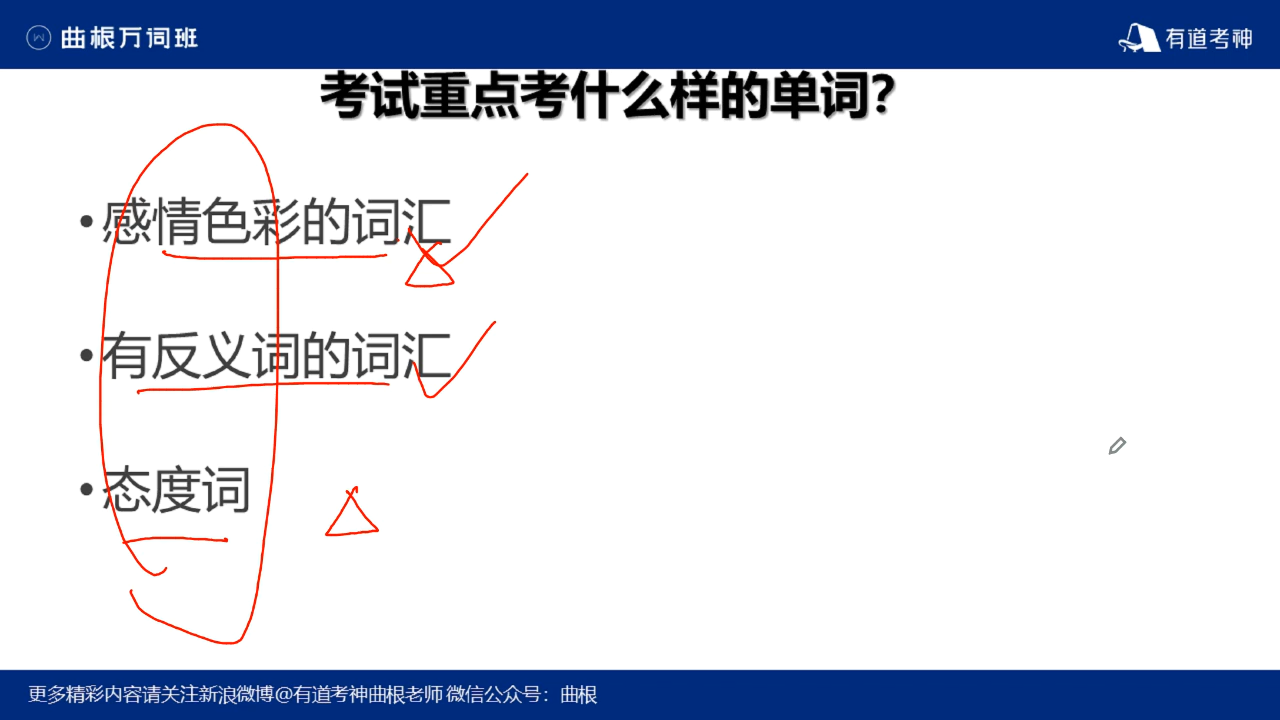 曲根万词班
有道考神
考试重点考什么样的单词?
•感情色彩的词汇
•有反义词的词汇
•态度词
更多精彩内容请关注新浪微博@有道考神曲根老师 微信公众号：曲根